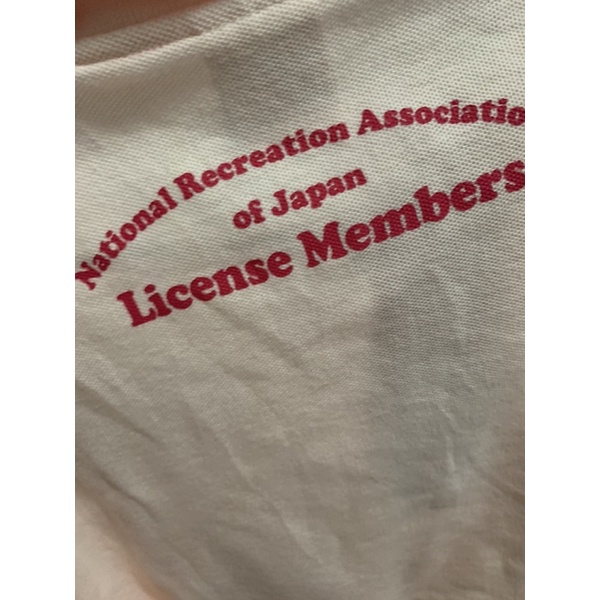 National Recreation Associatio
of Japan
License Members